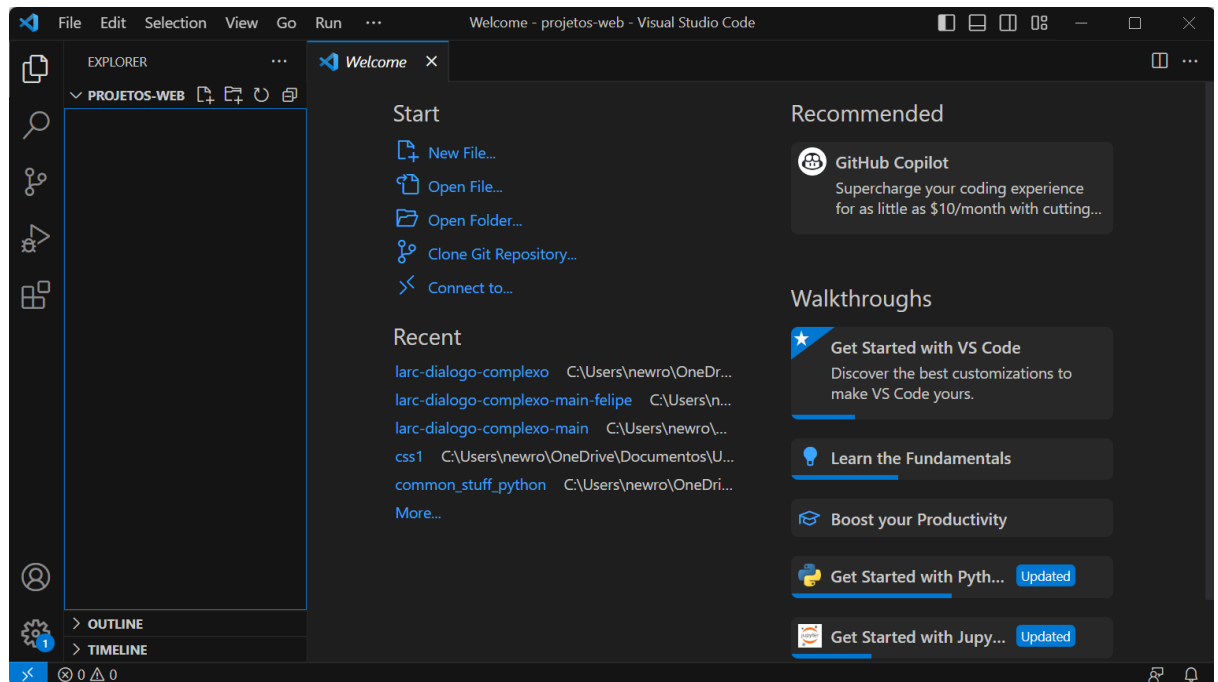 File Edit Selection View Go Run ··· Welcome - projetos-web - Visual Studio Code
EXPLORER ···
PROJETOS-WEB
OUTLINE
TIMELINE
Welcome
Start
New File...
Open File...
Open Folder...
Clone Git Repository...
Connect to...
Recent
larc-dialogo-complexo C:\Users\newro\OneDr...
larc-dialogo-complexo-main-felipe C:\Users\n...
larc-dialogo-complexo-main C:\Users\newro\...
css1 C:\Users\newro\OneDrive\Documentos\U...
common_stuff_python C:\Users\newro\OneDri...
More...
Recommended
GitHub Copilot
Supercharge your coding experience
for as little as $10/month with cutting...
Walkthroughs
Get Started with VS Code
Discover the best customizations to
make VS Code yours.
Learn the Fundamentals
Boost your Productivity
Get Started with Pyth... Updated
jupyter Get Started with Jupy... Updated
1
0 0